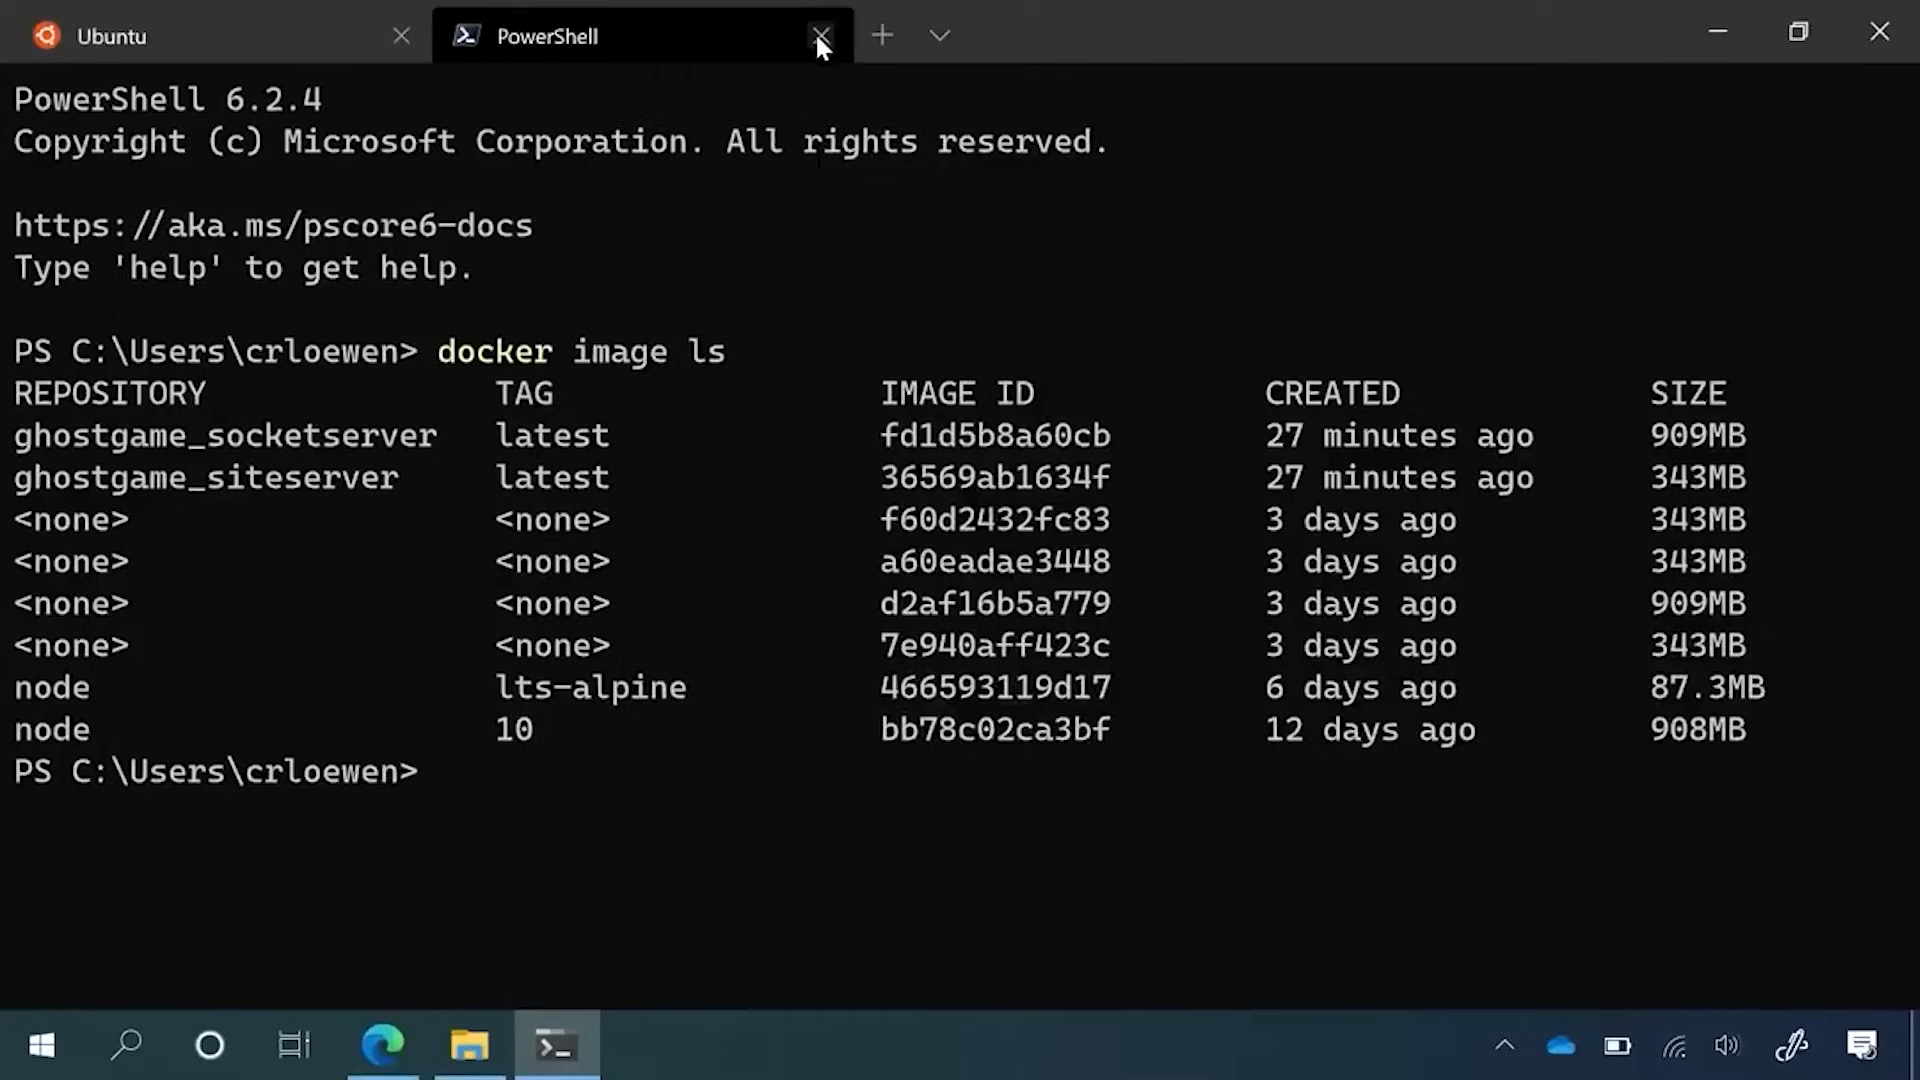 Ubuntu
PowerShell
PowerShell 6.2.4
Copyright (c) Microsoft Corporation. All rights reserved.
https://aka.ms/pscore6-docs
Type 'help' to get help.
PS C:\Users\crloewen> docker image ls
REPOSITORY TAG IMAGE ID CREATED SIZE
ghostgame_socketserver latest fd1d5b8a60cb 27 minutes ago 909MB
ghostgame_siteserver latest 36569ab1634f 27 minutes ago 343MB
<none> <none> f60d2432fc83 3 days ago 343MB
<none> <none> a60eadae3448 3 days ago 343MB
<none> <none> d2af16b5a779 3 days ago 909MB
<none> <none> 7e940aff423c 3 days ago 343MB
node lts-alpine 466593119d17 6 days ago 87.3MB
node 10 bb78c02ca3bf 12 days ago 908MB
PS C:\Users\crloewen>